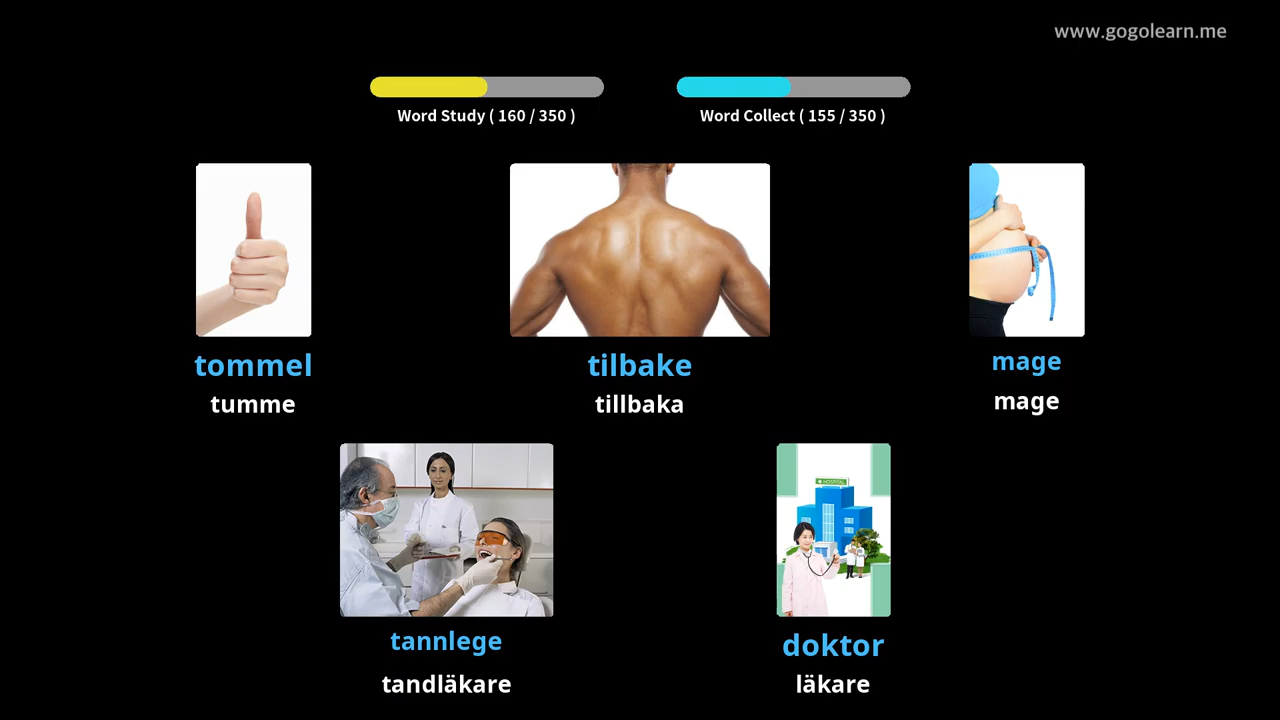 www.gogolearn.me
Word Study ( 160 / 350 )
Word Collect ( 155 / 350 )
tommel
tumme
tilbake
tillbaka
mage
mage
HOSPITAL
tannlege
tandläkare
doktor
läkare